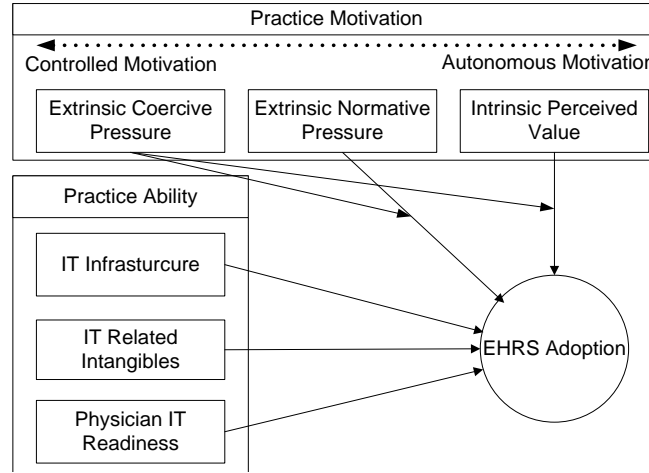 Practice Motivation
Controlled Motivation
Autonomous Motivation
Extrinsic Coercive
Pressure
Extrinsic Normative
Pressure
Intrinsic Perceived
Value
Practice Ability
IT Infrasturcure
IT Related
Intangibles
Physician IT
Readiness
EHRS Adoption